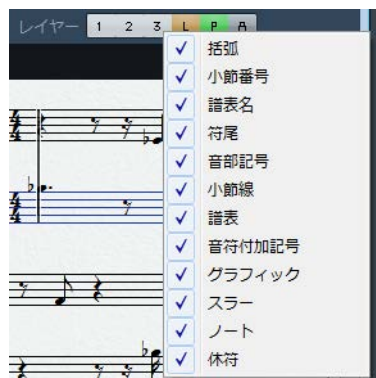 レイヤー 1 2 3 L P A
括弧
小節番号
譜表名
符尾
音部記号
小節線
譜表
音符付加記号
グラフィック
スラー
ノート
休符